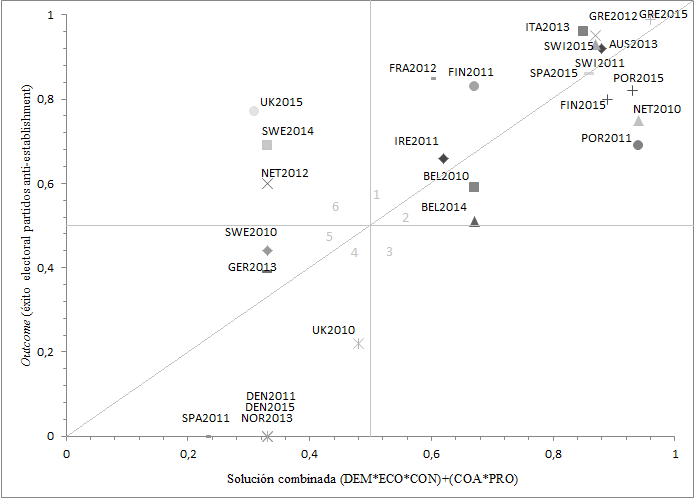 GRE2012 GRE2015
ITA2013
SWI2015 AUS2013
SWI2011
FRA2012 FIN2011 SPA2015
POR2015
UK2015 FIN2015 NET2010
SWE2014 IRE2011 POR2011
NET2012 BEL2010
BEL2014
6 1
2
SWE2010 5
4 3
GER2013
UK2010
DEN2011
DEN2015
SPA2011 NOR2013
1
0,8
0,6
0,4
0,2
0
0 0,2 0,4 0,6 0,8 1
Outcome (éxito electoral partidos anti-establishment)
Solución combinada (DEM*ECO*CON)+(COA*PRO)